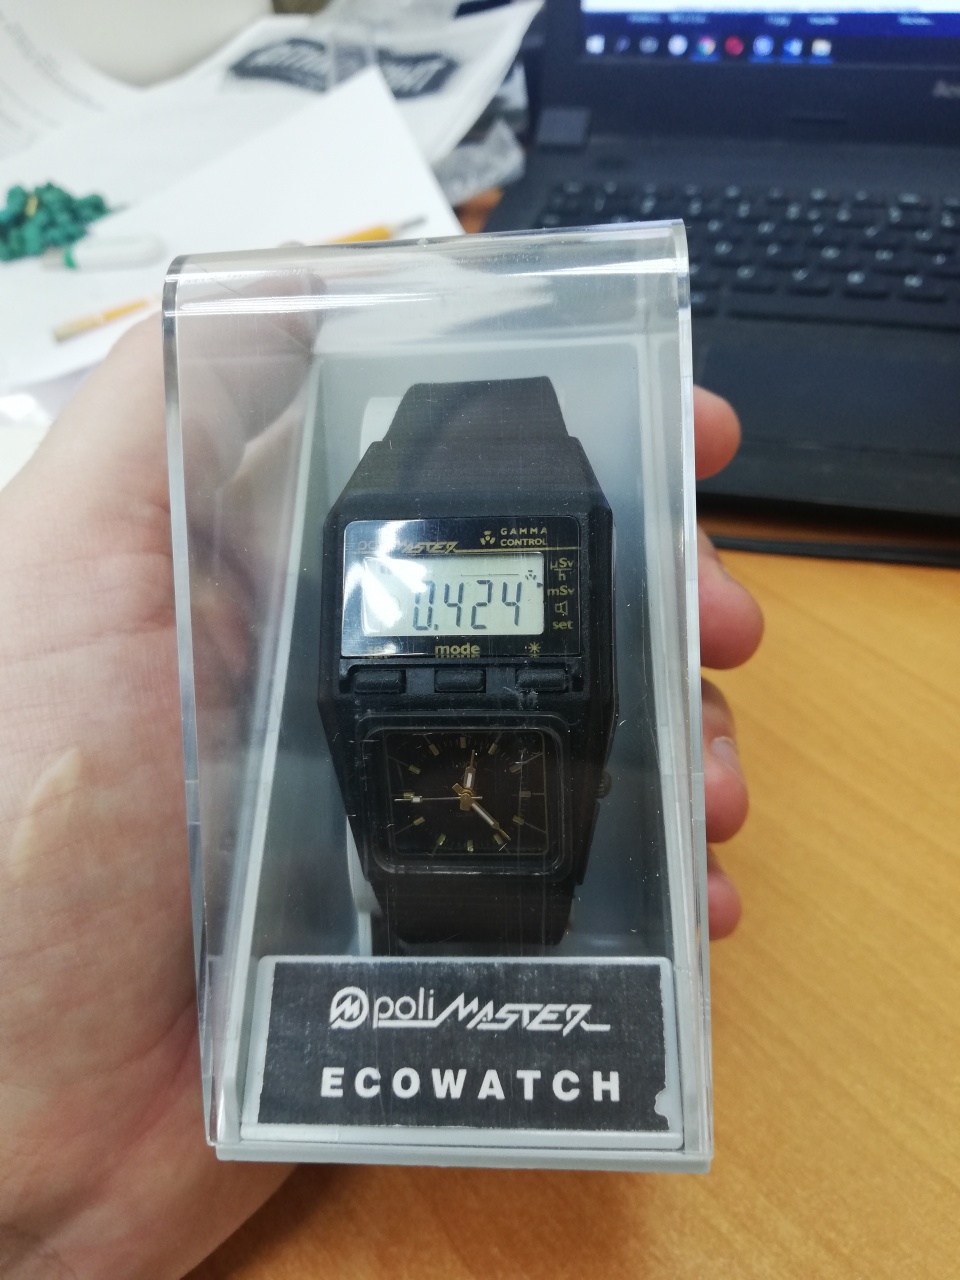 poliMASTER
GAMMA
CONTROL
µSv
h
0.424
mSv
set
mode
poliMASTER
ECOWATCH